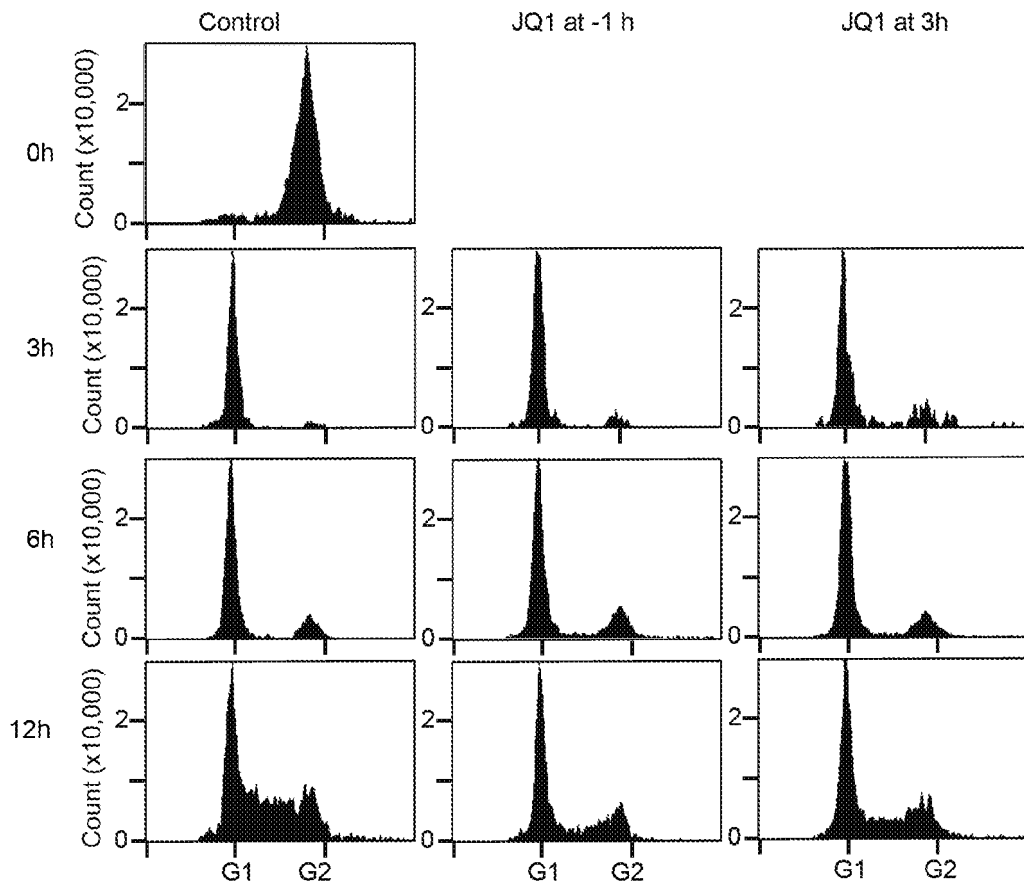 Control JQ1 at -1 h JQ1 at 3h
0h
Count (x10,000)
2
0
3h
Count (x10,000)
2
0
2
0
2
0
6h
Count (x10,000)
2
0
2
0
2
0
12h
Count (x10,000)
2
0
2
0
2
0
G1 G2 G1 G2 G1 G2